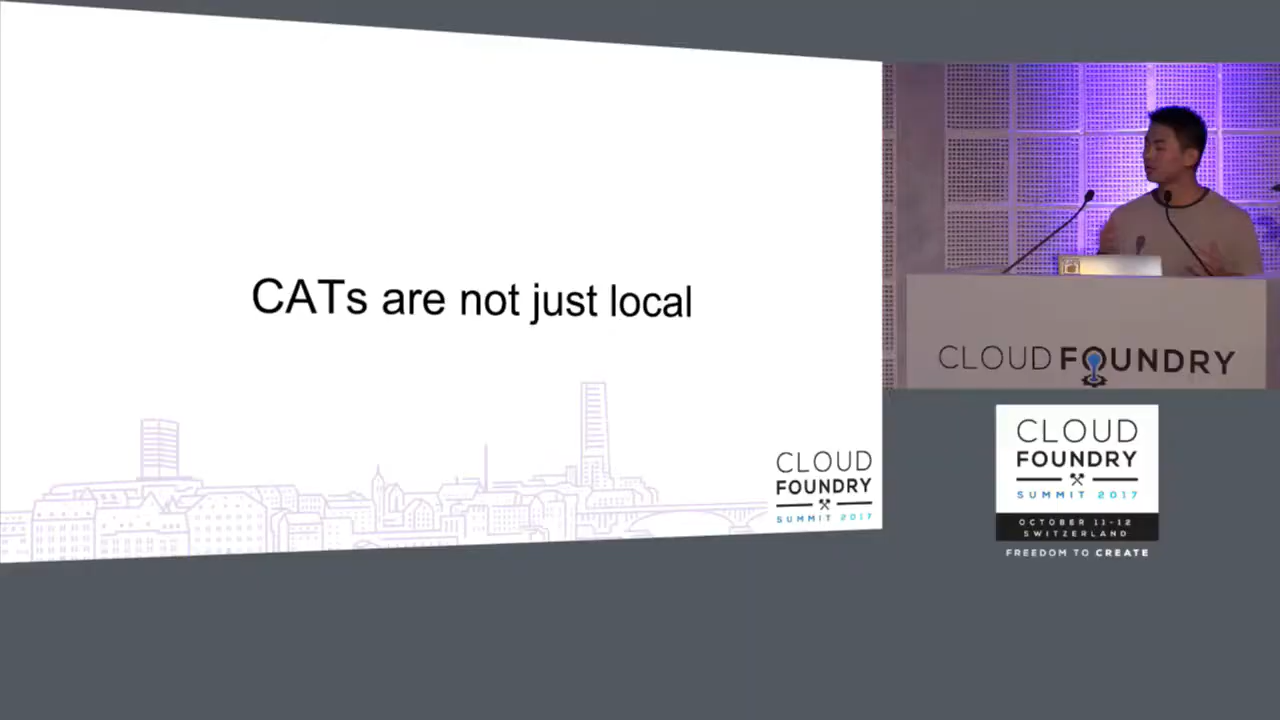 CATs are not just local
CLOUD
FOUNDRY
SUMMIT 2017
CLOUD FOUNDRY
CLOUD
FOUNDRY
SUMMIT 2017
OCTOBER 11-12
SWITZERLAND
FREEDOM TO CREATE